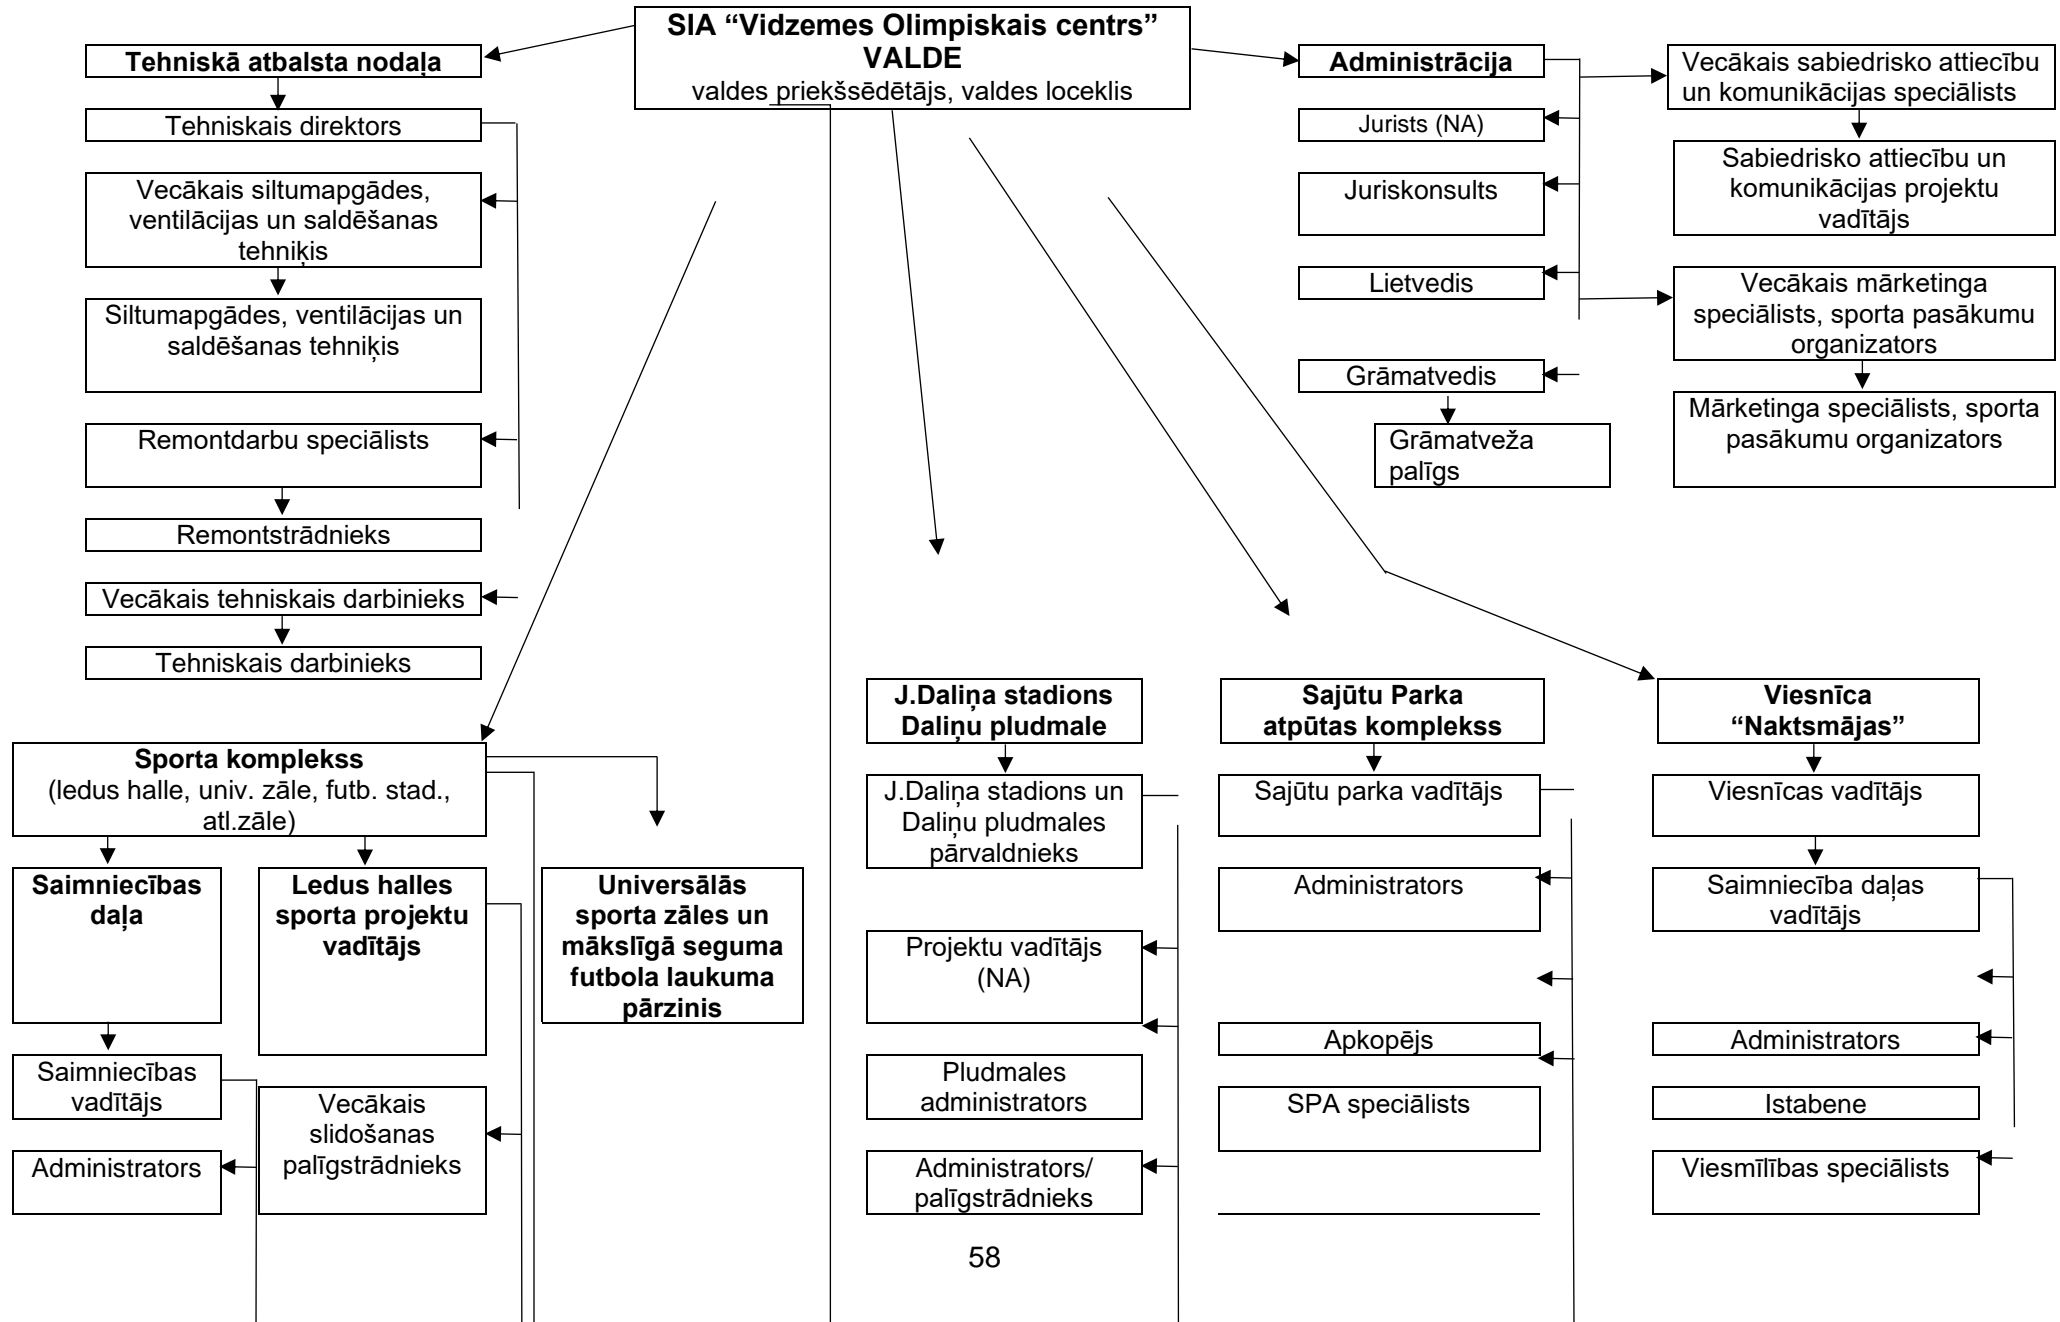 SIA “Vidzemes Olimpiskais centrs”
VALDE
valdes priekšsēdētājs, valdes loceklis
Tehniskā atbalsta nodaļa
Tehniskais direktors
Vecākais siltumapgādes,
ventilācijas un saldēšanas
tehniķis
Siltumapgādes, ventilācijas un
saldēšanas tehniķis
Remontdarbu speciālists
Remontstrādnieks
Vecākais tehniskais darbinieks
Tehniskais darbinieks
Administrācija
Jurists (NA)
Juriskonsults
Lietvedis
Grāmatvedis
Grāmatveža
palīgs
Vecākais sabiedrisko attiecību
un komunikācijas speciālists
Sabiedrisko attiecību un
komunikācijas projektu
vadītājs
Vecākais mārketinga
speciālists, sporta pasākumu
organizators
Mārketinga speciālists, sporta
pasākumu organizators
Sporta komplekss
(ledus halle, univ. zāle, futb. stad.,
atl.zāle)
Saimniecības
daļa
Saimniecības
vadītājs
Administrators
Ledus halles
sporta projektu
vadītājs
Vecākais
slidošanas
palīgstrādnieks
Universālās
sporta zāles un
mākslīgā seguma
futbola laukuma
pārzinis
J.Daliņa stadions
Daliņu pludmale
J.Daliņa stadions un
Daliņu pludmales
pārvaldnieks
Projektu vadītājs
(NA)
Pludmales
administrators
Administrators/
palīgstrādnieks
Sajūtu Parka
atpūtas komplekss
Sajūtu parka vadītājs
Administrators
Apkopējs
SPA speciālists
Viesnīca
“Naktsmājas”
Viesnīcas vadītājs
Saimniecība daļas
vadītājs
Administrators
Istabene
Viesmīlības speciālists
58